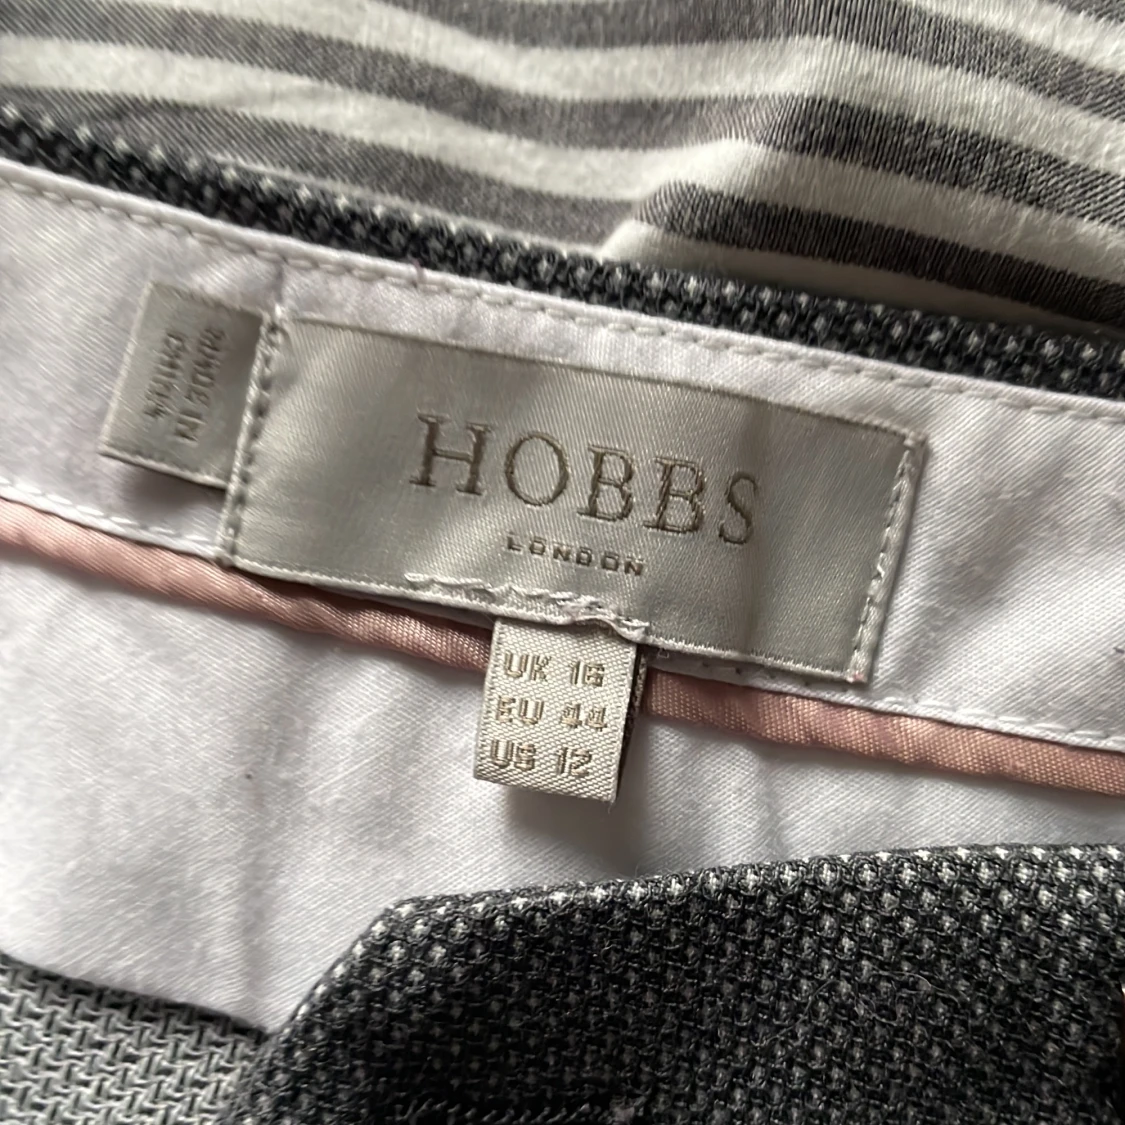 MADE IN
CHINA
HOBBS
LONDON
UK 16
EU 44
US 12